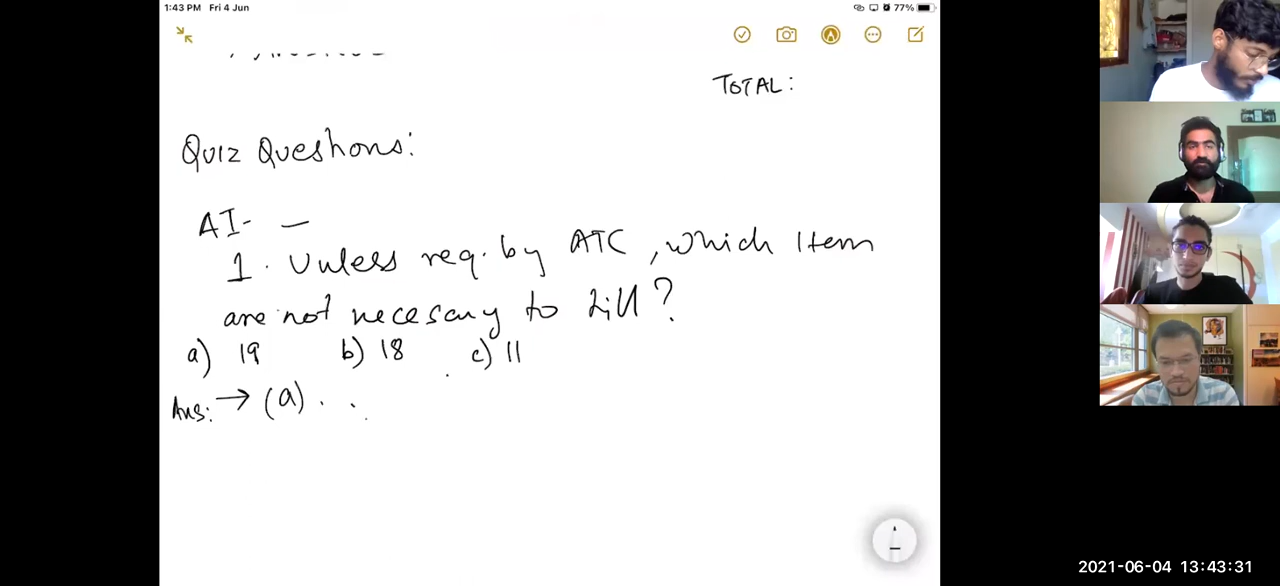 1:43 PM Fri 4 Jun
77%
TOTAL:
Quiz Questions:
AI- —
1. Unless req. by ATC, which Item
are not necesary to fill?
a) 19 b) 18 c) 11
Ans: → (a).
2021-06-04 13:43:31